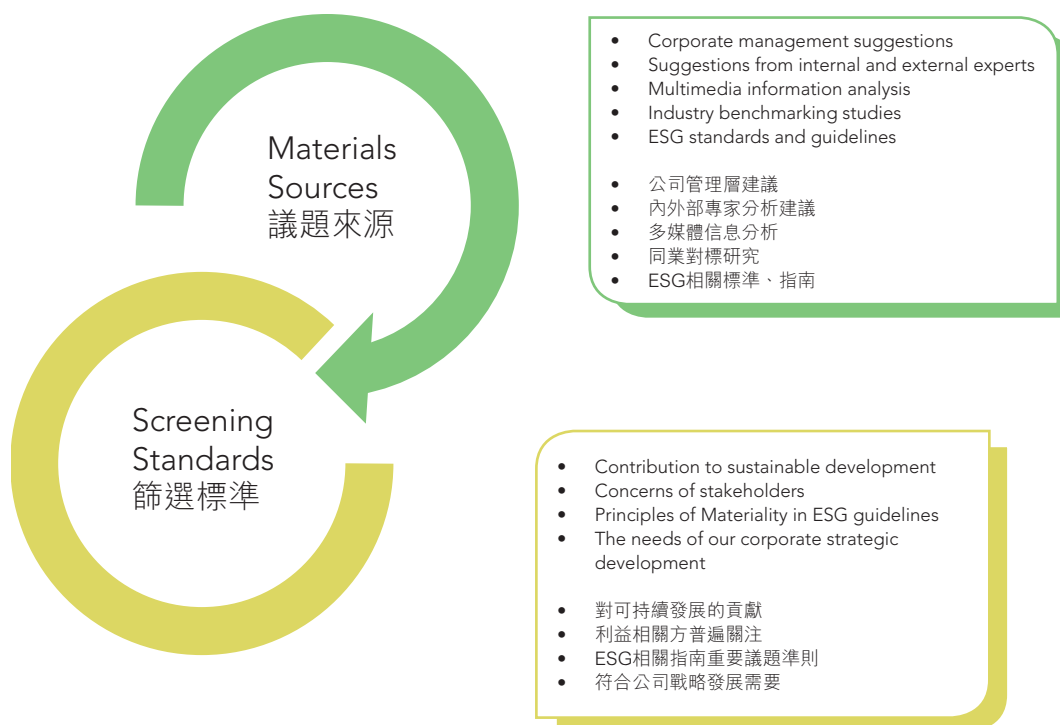 Materials
Sources
議題來源
• Corporate management suggestions
• Suggestions from internal and external experts
• Multimedia information analysis
• Industry benchmarking studies
• ESG standards and guidelines
• 公司管理層建議
• 內外部專家分析建議
• 多媒體信息分析
• 同業對標研究
• ESG相關標準、指南
Screening
Standards
篩選標準
• Contribution to sustainable development
• Concerns of stakeholders
• Principles of Materiality in ESG guidelines
• The needs of our corporate strategic
development
• 對可持續發展的貢獻
• 利益相關方普遍關注
• ESG相關指南重要議題準則
• 符合公司戰略發展需要